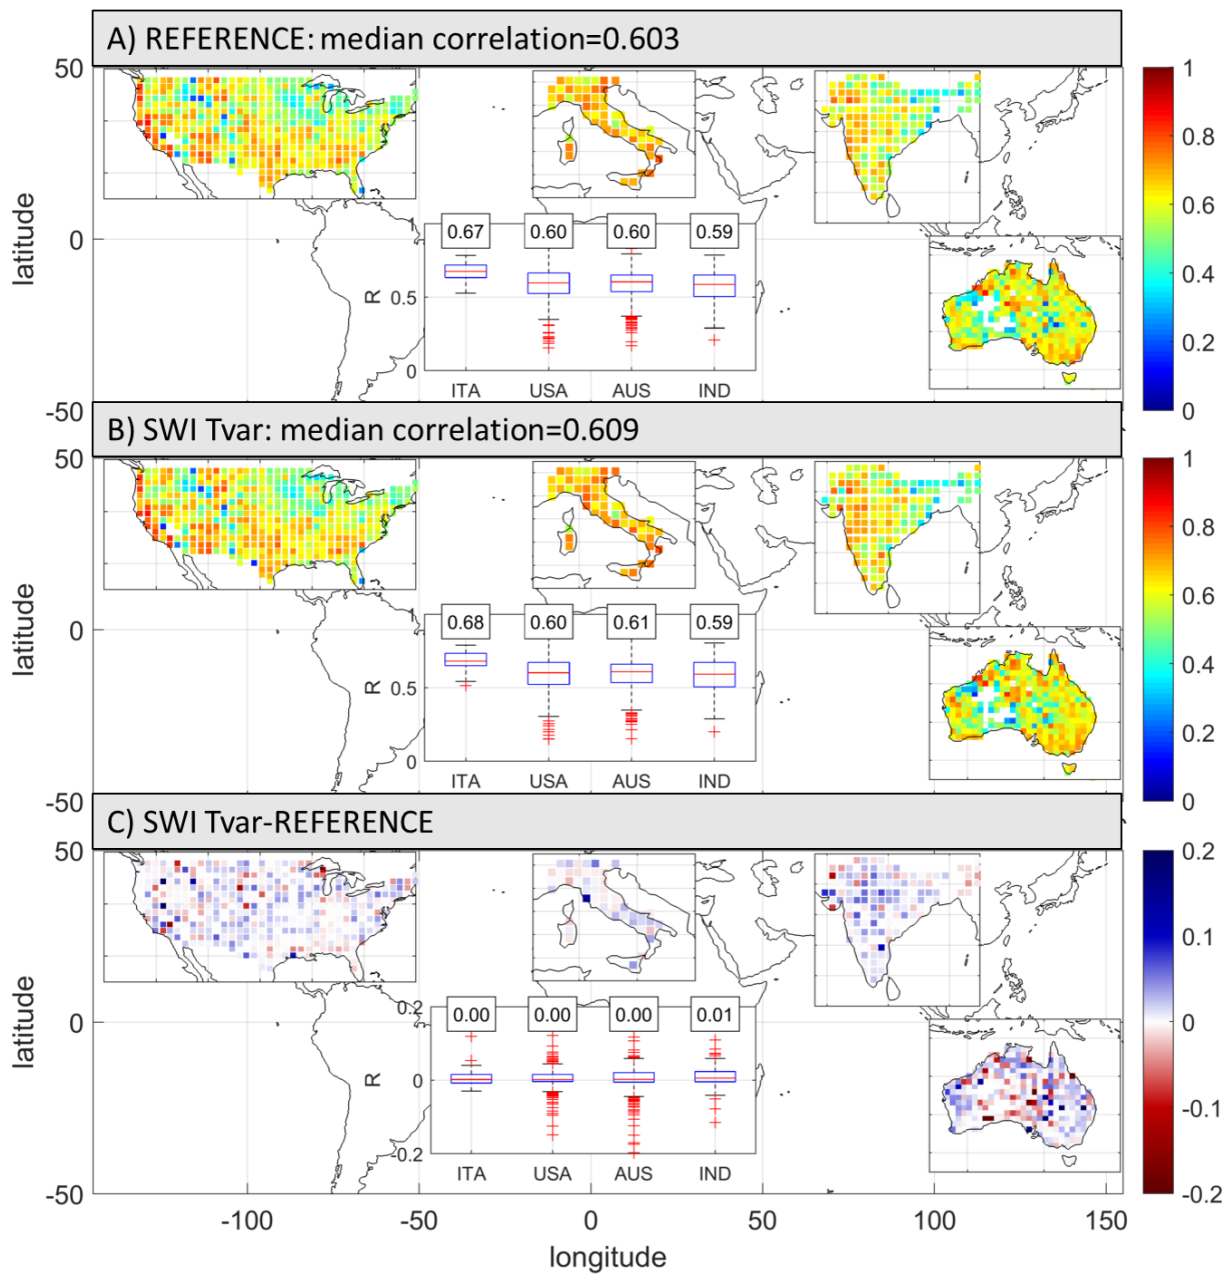 A) REFERENCE: median correlation=0.603
50
0
-50
latitude
0.67 0.60 0.60 0.59
R
0.5
0
ITA USA AUS IND
1
0.8
0.6
0.4
0.2
0
B) SWI Tvar: median correlation=0.609
50
0
-50
latitude
0.68 0.60 0.61 0.59
R
0.5
0
ITA USA AUS IND
1
0.8
0.6
0.4
0.2
0
C) SWI Tvar-REFERENCE
50
0
-50
latitude
0.00 0.00 0.00 0.01
R
0.2
0
-0.2
ITA USA AUS IND
0.2
0.1
0
-0.1
-0.2
-100 -50 0 50 100 150
longitude